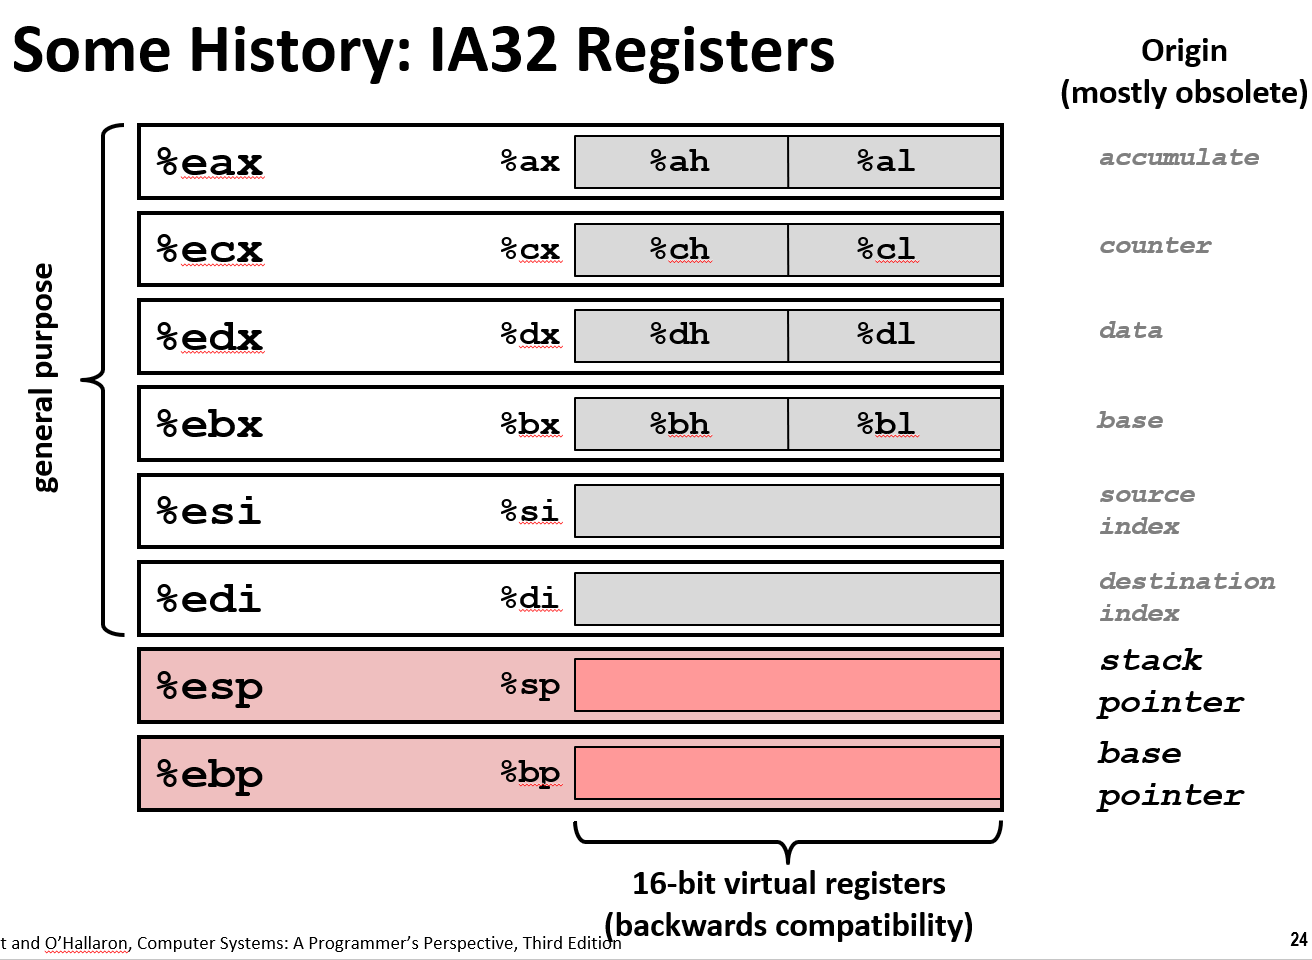 Some History: IA32 Registers
Origin
(mostly obsolete)
general purpose
%eax %ax %ah %al accumulate
%ecx %cx %ch %cl counter
%edx %dx %dh %dl data
%ebx %bx %bh %bl base
%esi %si source
index
%edi %di destination
index
%esp %sp stack
pointer
%ebp %bp base
pointer
16-bit virtual registers
(backwards compatibility)
t and O’Hallaron, Computer Systems: A Programmer’s Perspective, Third Edition
24